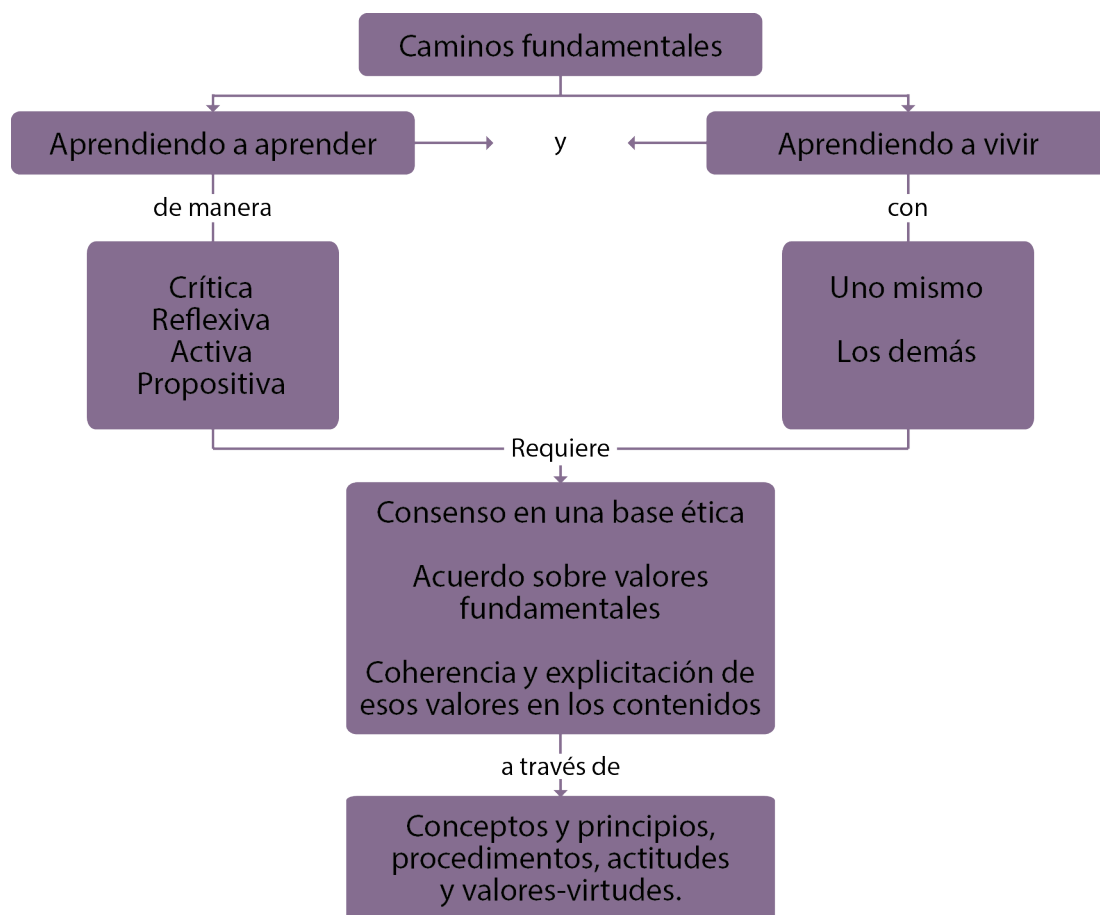 Caminos fundamentales
Aprendiendo a aprender
y
Aprendiendo a vivir
de manera
con
Crítica
Reflexiva
Activa
Propositiva
Uno mismo
Los demás
Requiere
Consenso en una base ética
Acuerdo sobre valores
fundamentales
Coherencia y explicitación de
esos valores en los contenidos
a través de
Conceptos y principios,
procedimentos, actitudes
y valores-virtudes.